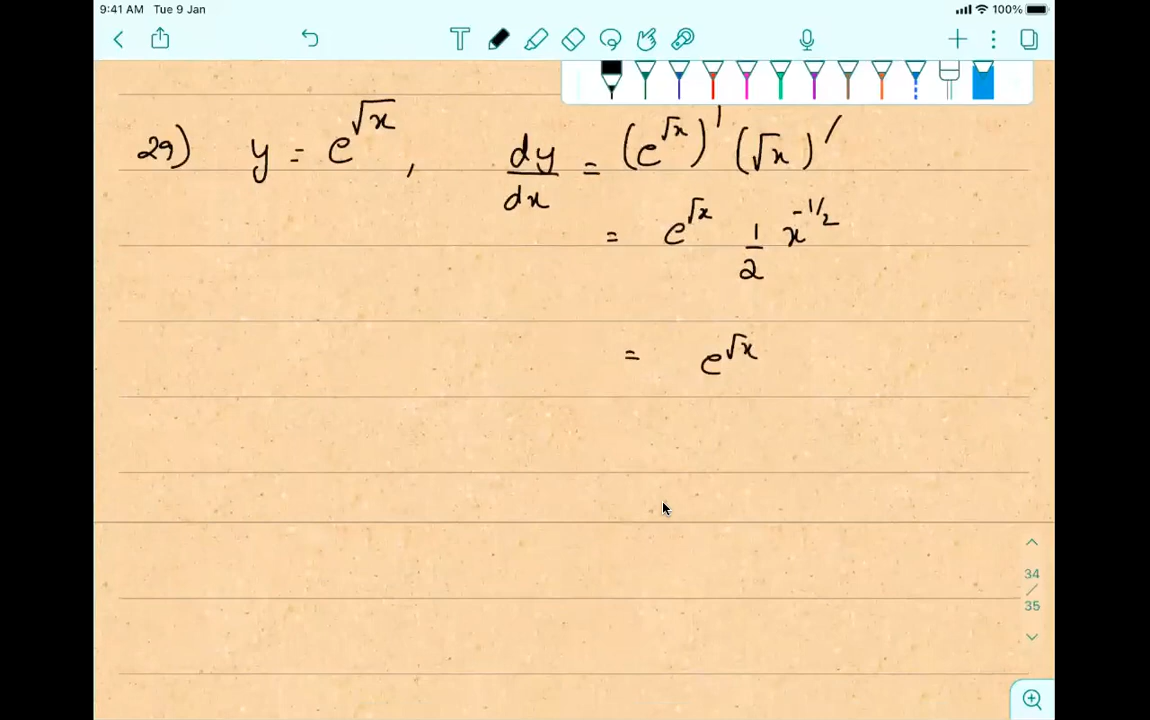 9:41 AM Tue 9 Jan 100%
29) y = e^√x , dy/dx = (e^√x)' (√x)'
= e^√x 1/2 x^-1/2
= e^√x
34
/
35